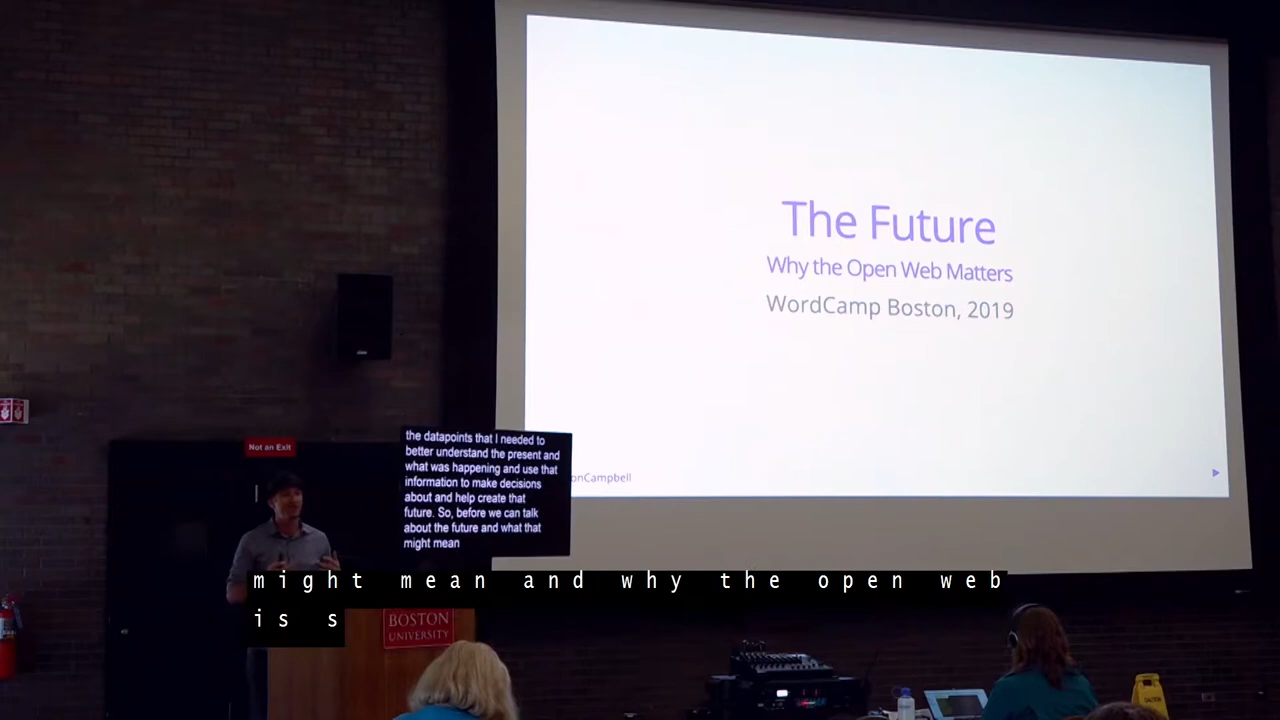 The Future
Why the Open Web Matters
WordCamp Boston, 2019
onCampbell
Not an Exit
the datapoints that I needed to
better understand the present and
what was happening and use that
information to make decisions
about and help create that
future. So, before we can talk
about the future and what that
might mean
might mean and why the open web
is s
BOSTON
UNIVERSITY